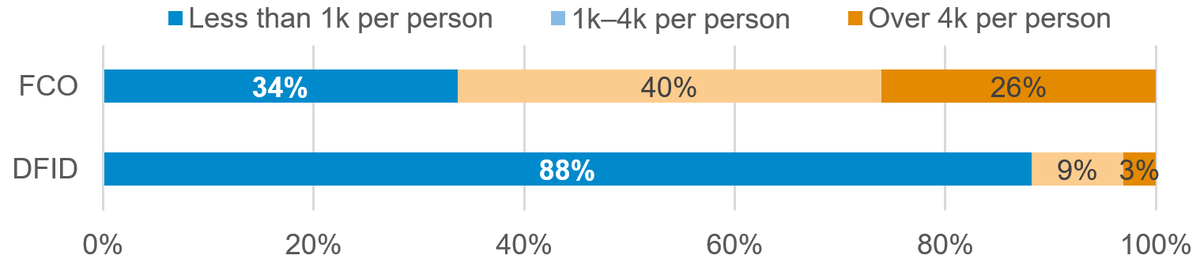 Less than 1k per person 1k–4k per person Over 4k per person
FCO 34% 40% 26%
DFID 88% 9% 3%
0% 20% 40% 60% 80% 100%